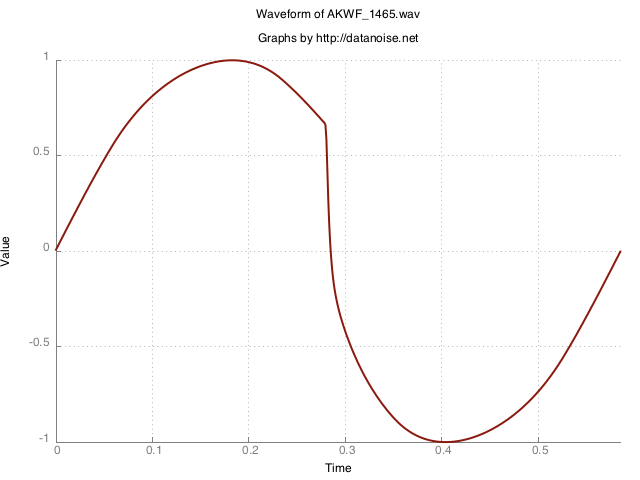 Waveform of AKWF_1465.wav
Graphs by http://datanoise.net
1
0.5
0
-0.5
-1
Value
0 0.1 0.2 0.3 0.4 0.5
Time